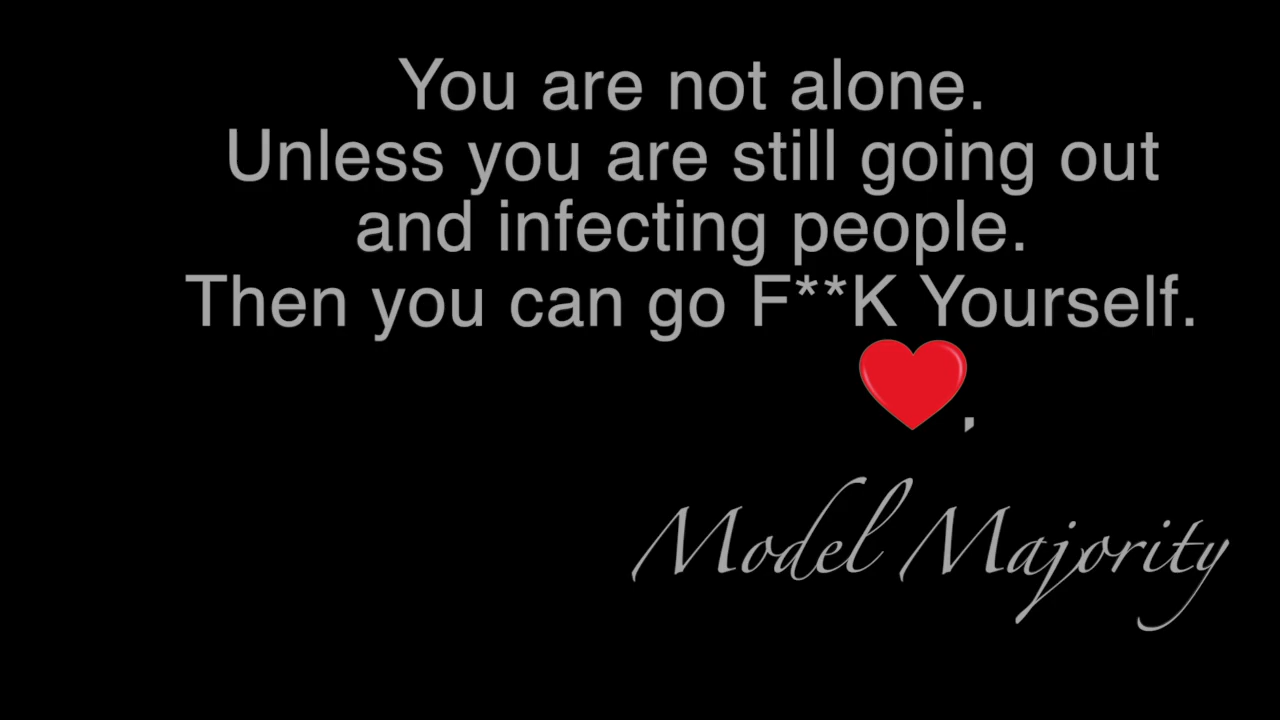 You are not alone.
Unless you are still going out
and infecting people.
Then you can go F**K Yourself.
❤,
Model Majority